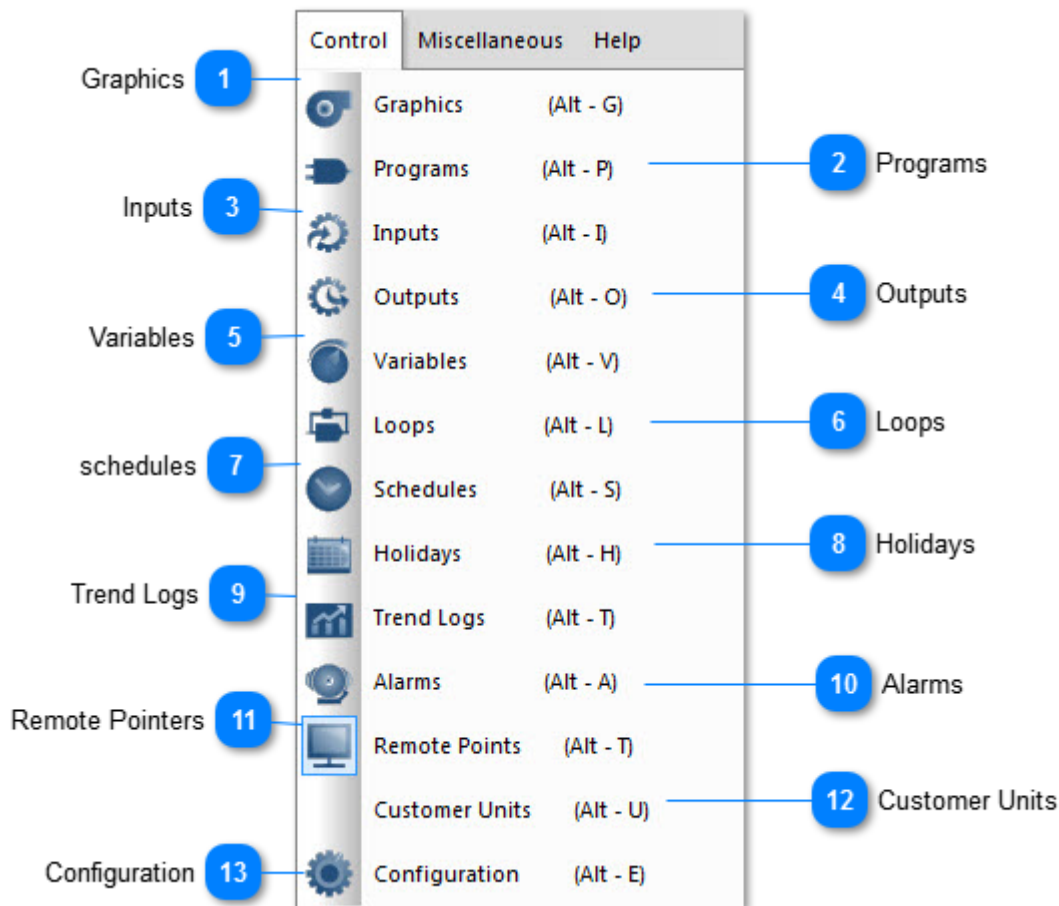 Control Miscellaneous Help
Graphics 1
Graphics (Alt - G)
Programs (Alt - P)
2 Programs
Inputs 3
Inputs (Alt - I)
Outputs (Alt - O)
4 Outputs
Variables 5
Variables (Alt - V)
Loops (Alt - L)
6 Loops
schedules 7
Schedules (Alt - S)
Holidays (Alt - H)
8 Holidays
Trend Logs 9
Trend Logs (Alt - T)
Alarms (Alt - A)
10 Alarms
Remote Pointers 11
Remote Points (Alt - T)
Customer Units (Alt - U)
12 Customer Units
Configuration 13
Configuration (Alt - E)